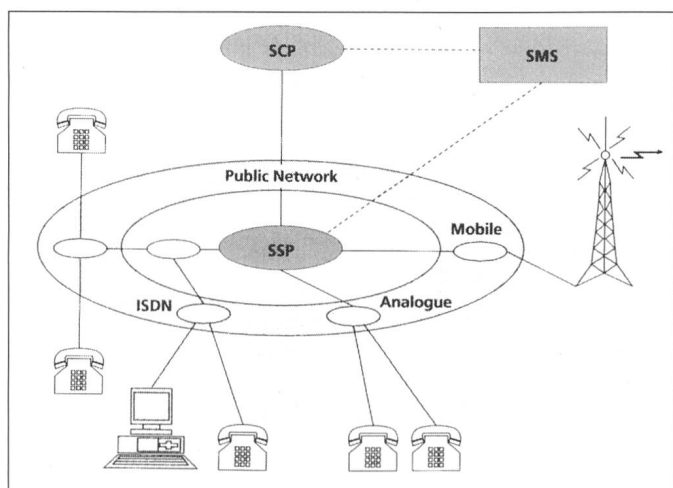 SCP
SMS
Public Network
SSP
Mobile
ISDN
Analogue